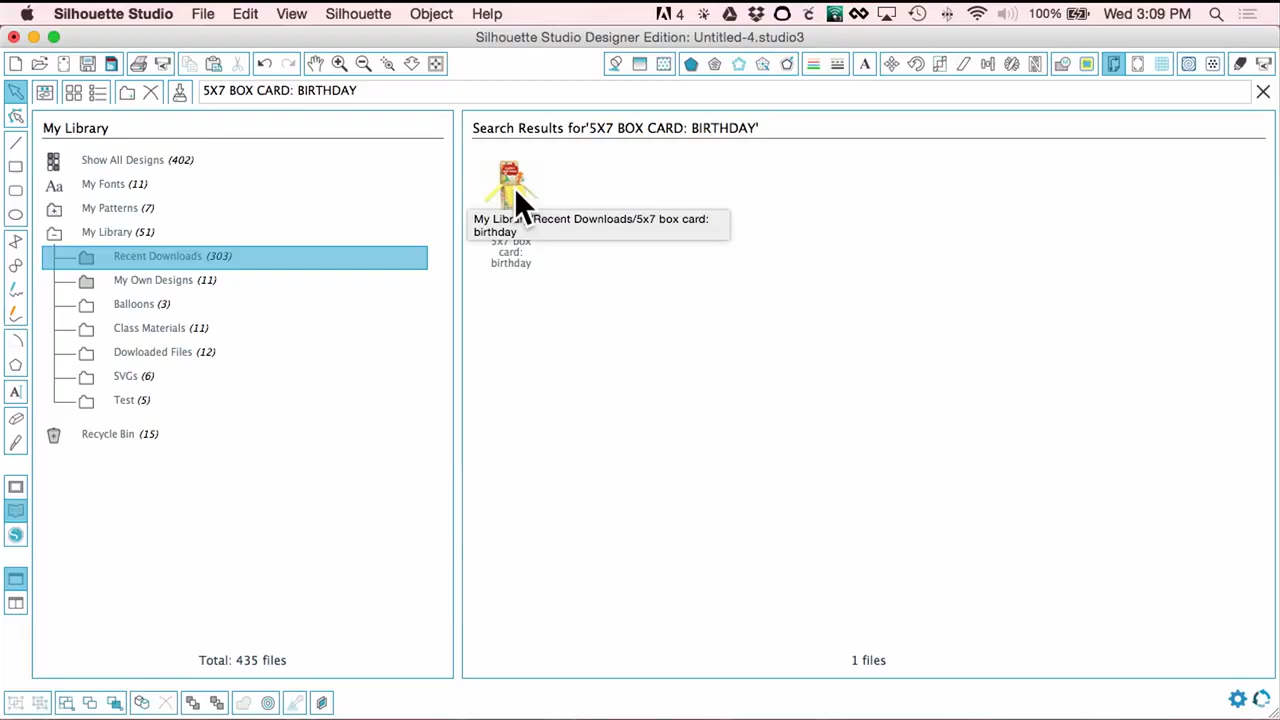 Silhouette Studio File Edit View Silhouette Object Help 4 100% Wed 3:09 PM
Silhouette Studio Designer Edition: Untitled-4.studio3
5X7 BOX CARD: BIRTHDAY
My Library
Show All Designs (402)
My Fonts (11)
My Patterns (7)
My Library (51)
Recent Downloads (303)
My Own Designs (11)
Balloons (3)
Class Materials (11)
Dowloaded Files (12)
SVGs (6)
Test (5)
Recycle Bin (15)
Total: 435 files
Search Results for'5X7 BOX CARD: BIRTHDAY'
Recent Downloads/5x7 box card:
birthday
5x7 box
card:
birthday
1 files